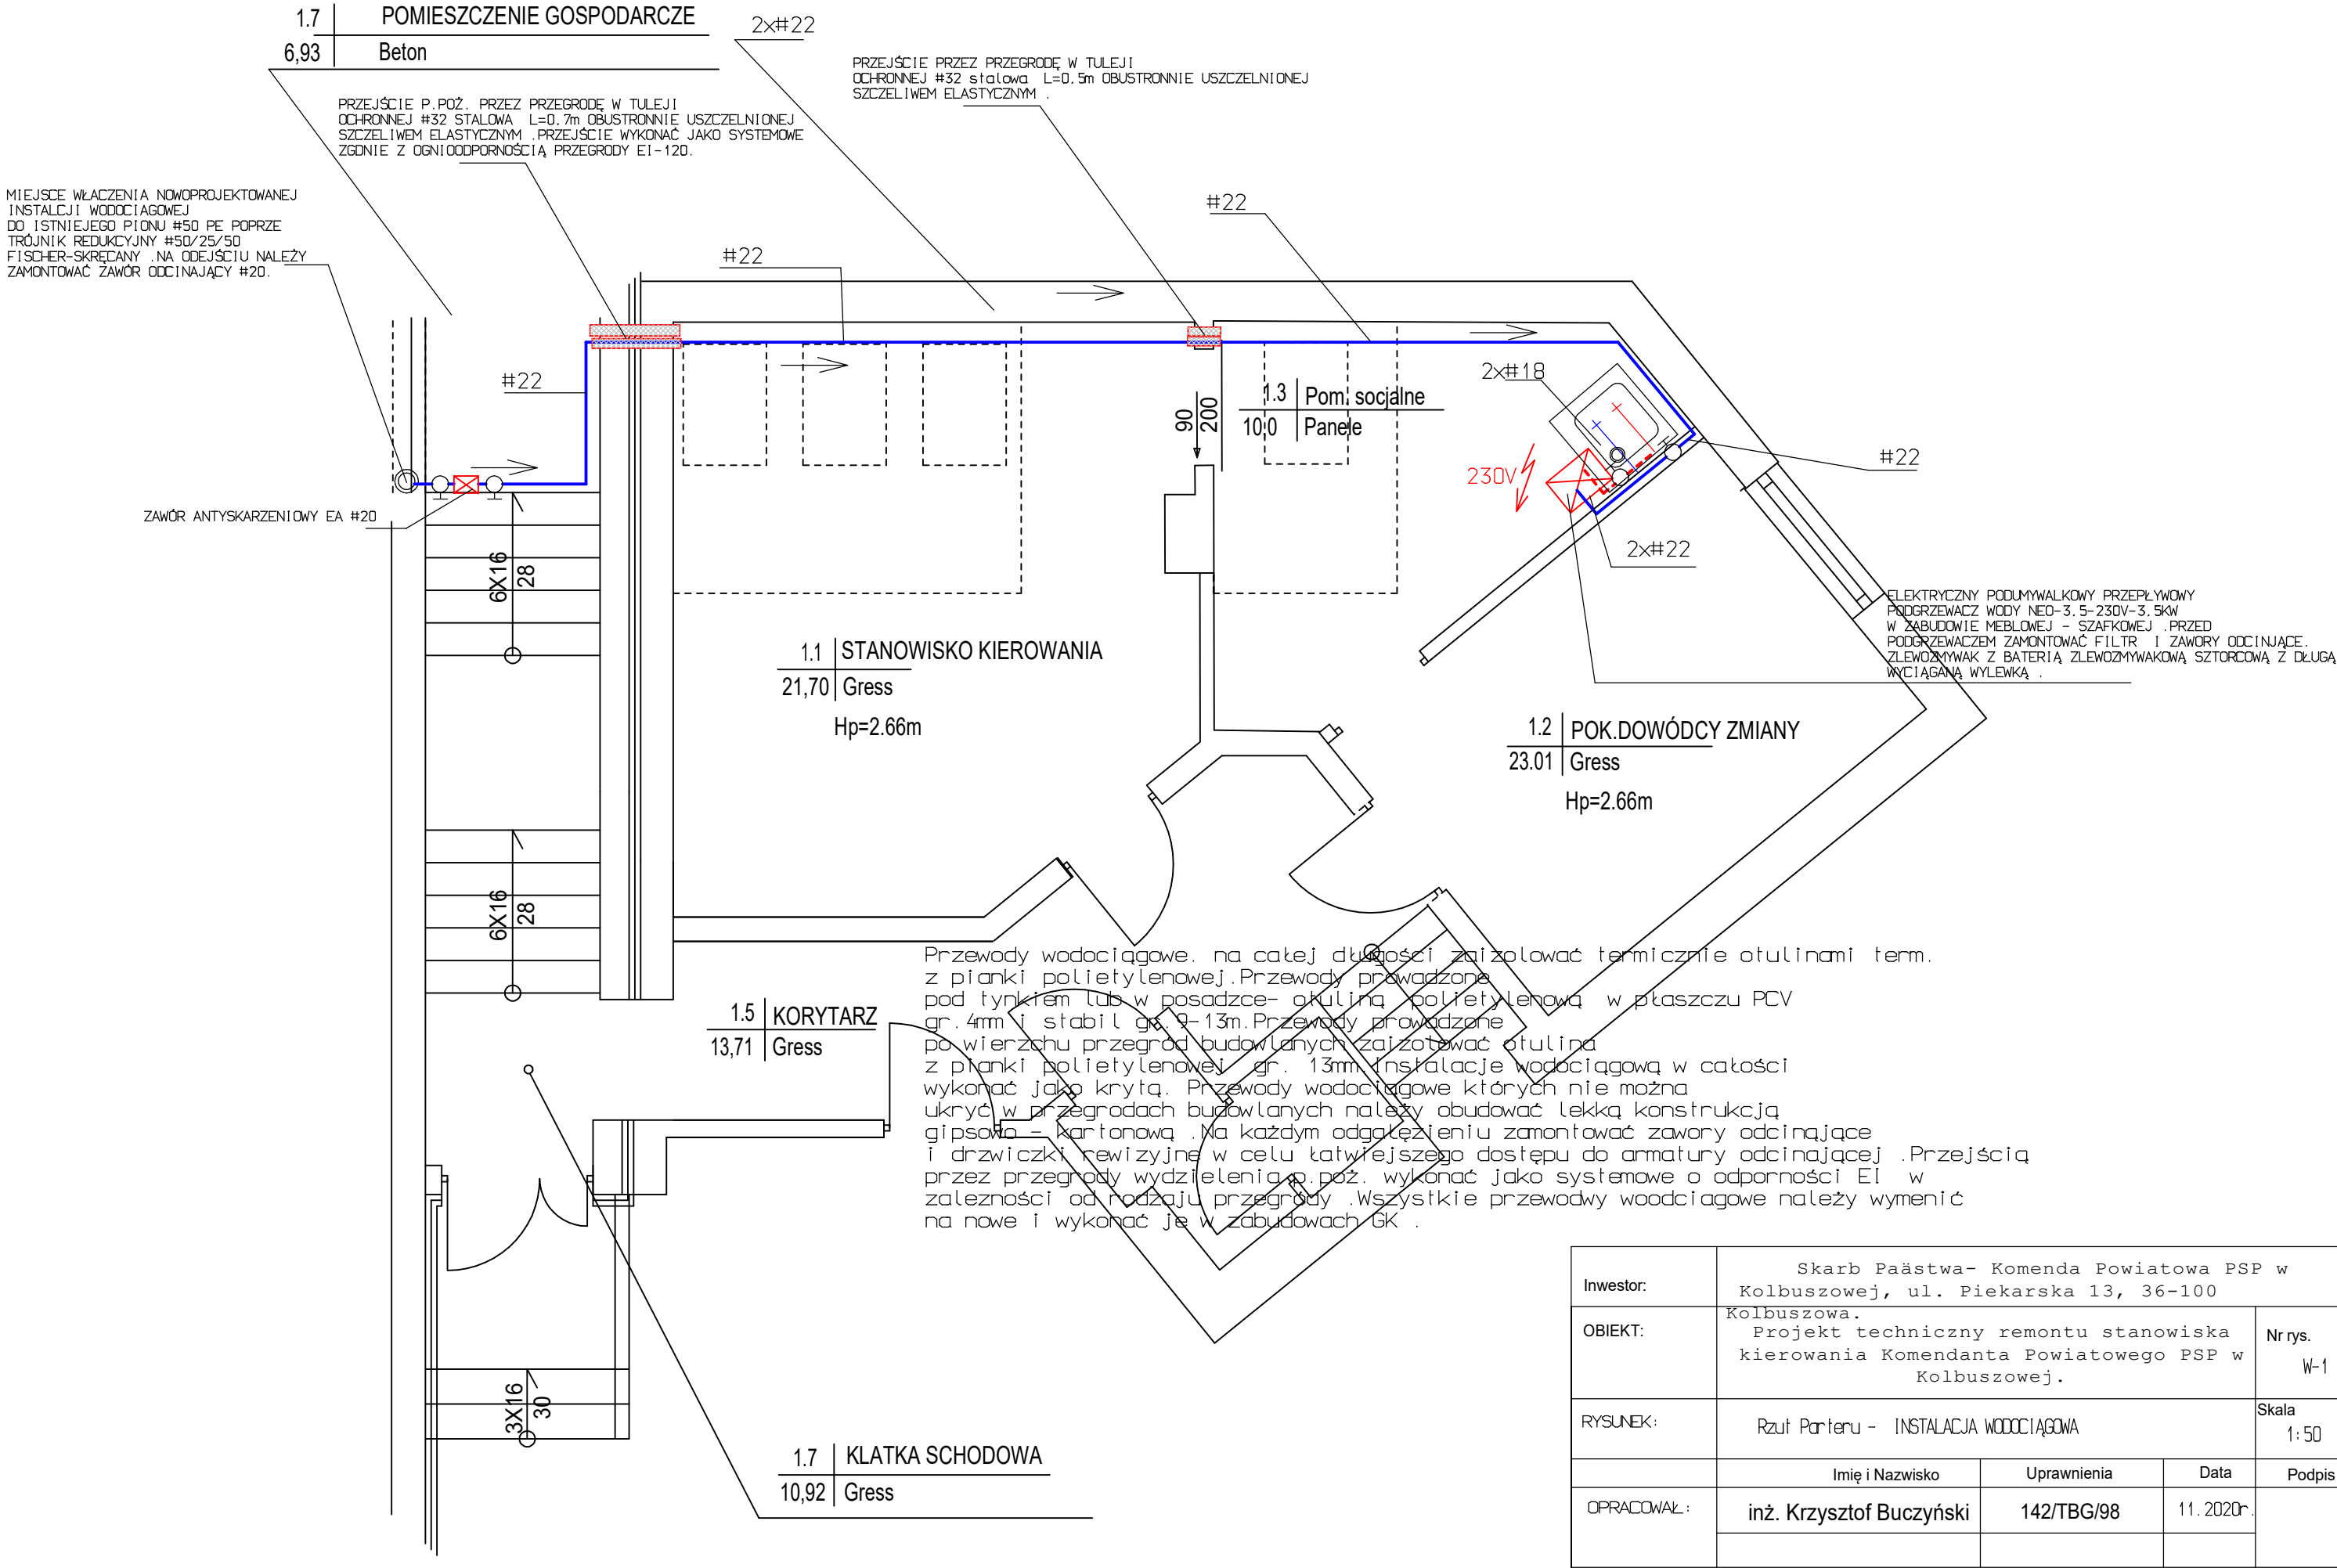 1.7 POMIESZCZENIE GOSPODARCZE
6,93 Beton
2x#22
PRZEJŚCIE PRZEZ PRZEGRODĘ W TULEJI
OCHRONNEJ #32 stalowa L=0.5m OBUSTRONNIE USZCZELNIONEJ
SZCZELIWEM ELASTYCZNYM .
PRZEJŚCIE P.POŻ. PRZEZ PRZEGRODĘ W TULEJI
OCHRONNEJ #32 STALOWA L=0,7m OBUSTRONNIE USZCZELNIONEJ
SZCZELIWEM ELASTYCZNYM .PRZEJŚCIE WYKONAĆ JAKO SYSTEMOWE
ZGDNIE Z OGNIOODPORNOŚCIĄ PRZEGRODY EI-120.
MIEJSCE WŁACZENIA NOWOPROJEKTOWANEJ
INSTALCJI WODOCIAGOWEJ
DO ISTNIEJEGO PIONU #50 PE POPRZE
TRÓJNIK REDUKCYJNY #50/25/50
FISCHER-SKRĘCANY .NA ODEJŚCIU NALEŻY
ZAMONTOWAĆ ZAWÓR ODCINAJĄCY #20.
#22
#22
#22
2x#18
1.3 Pom. socjalne
10,0 Panele
90
200
230V
#22
2x#22
ZAWÓR ANTYSKARZENIOWY EA #20
6X16
28
ELEKTRYCZNY PODUMYWALKOWY PRZEPŁYWOWY
PODGRZEWACZ WODY NEO-3,5-230V-3.5KW
W ZABUDOWIE MEBLOWEJ - SZAFKOWEJ .PRZED
PODGRZEWACZEM ZAMONTOWAĆ FILTR I ZAWORY ODCINJĄCE.
ZLEWOZMYWAK Z BATERIĄ ZLEWOZMYWAKOWĄ SZTORCOWĄ Z DŁUGĄ
WYCIĄGANĄ WYLEWKĄ .
1.1 STANOWISKO KIEROWANIA
21,70 Gress
Hp=2.66m
1.2 POK.DOWÓDCY ZMIANY
23.01 Gress
Hp=2.66m
6X16
28
Przewody wodociągowe. na całej długości zaizolować termicznie otulinami term.
z pianki polietylenowej.Przewody prowadzone
pod tynkiem lub w posadzce- otuliną polietylenową w płaszczu PCV
gr.4mm i stabil gr.9-13m.Przewody prowadzone
po wierzchu przegród budowlanych zaizolować otulina
z pianki polietylenowej gr. 13mm Instalacje wodociągową w całości
wykonać jako krytą. Przewody wodociągowe których nie można
ukryć w przegrodach budowlanych należy obudować lekką konstrukcją
gipsowo - kartonową .Na każdym odgałęzieniu zamontować zawory odcinające
i drzwiczki rewizyjne w celu łatwiejszego dostępu do armatury odcinającej .Przejścią
przez przegrody wydzielenia p.poż. wykonać jako systemowe o odporności EI w
zalezności od rodzaju przegrody .Wszystkie przewodwy woodciagowe należy wymenić
na nowe i wykonać je w zabudowach GK .
1.5 KORYTARZ
13,71 Gress
3X16
30
1.7 KLATKA SCHODOWA
10,92 Gress
Inwestor: Skarb Paästwa- Komenda Powiatowa PSP w
Kolbuszowej, ul. Piekarska 13, 36-100
Kolbuszowa.
OBIEKT: Projekt techniczny remontu stanowiska
kierowania Komendanta Powiatowego PSP w
Kolbuszowej.
Nr rys.
W-1
RYSUNEK: Rzut Parteru - INSTALACJA WODOCIĄGOWA
Skala
1:50
Imię i Nazwisko Uprawnienia Data Podpis
OPRACOWAŁ: inż. Krzysztof Buczyński 142/TBG/98 11.2020r.